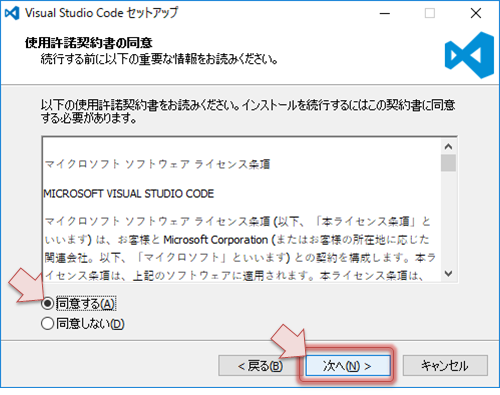 Visual Studio Code セットアップ
使用許諾契約書の同意
続行する前に以下の重要な情報をお読みください。
以下の使用許諾契約書をお読みください。インストールを続行するにはこの契約書に同意
する必要があります。
マイクロソフト ソフトウェア ライセンス条項
MICROSOFT VISUAL STUDIO CODE
マイクロソフト ソフトウェア ライセンス条項 (以下、「本ライセンス条項」と
いいます) は、お客様と Microsoft Corporation (またはお客様の所在地に応じた
関連会社。以下、「マイクロソフト」といいます) との契約を構成します。本ラ
イセンス条項は、上記のソフトウェアに適用されます。本ライセンス条項は、
同意する(A)
同意しない(D)
< 戻る(B)
次へ(N) >
キャンセル